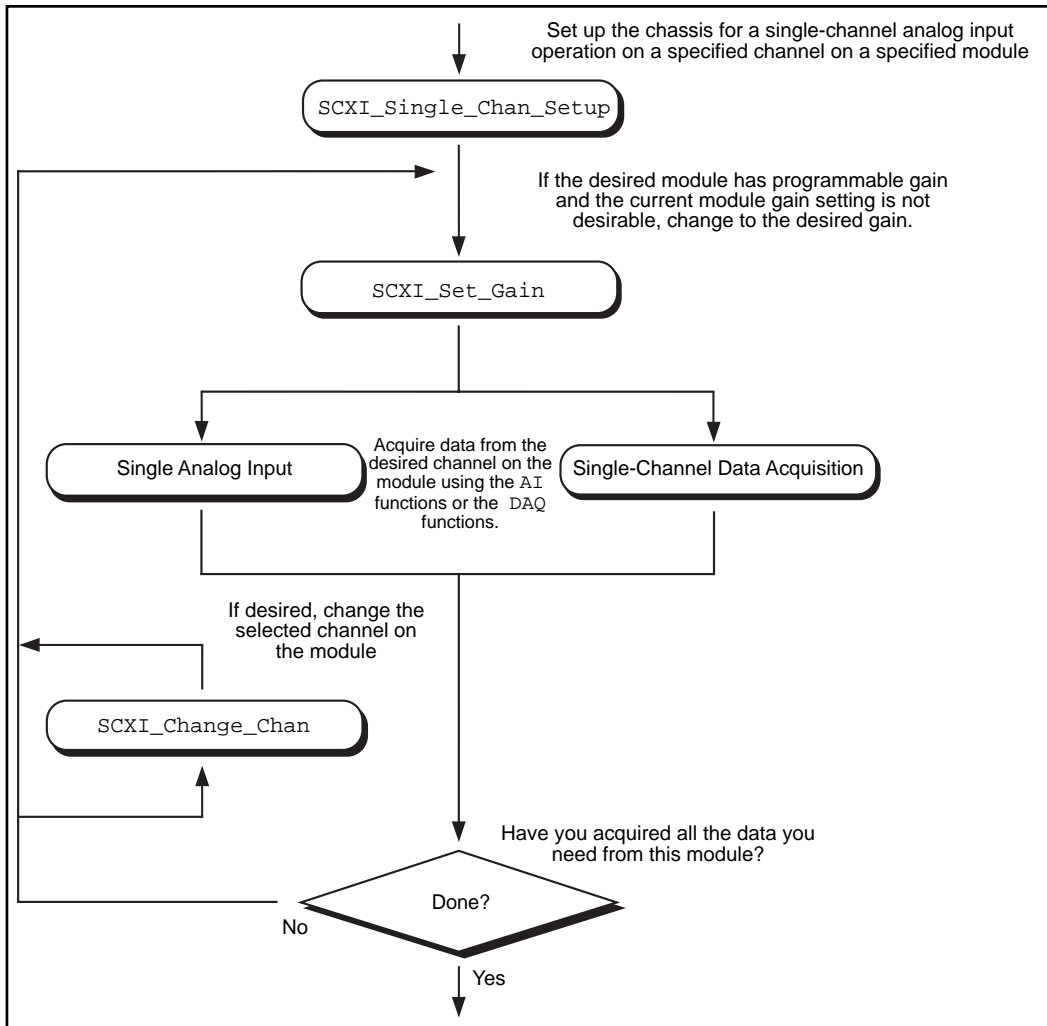 Set up the chassis for a single-channel analog input
operation on a specified channel on a specified module
SCXI_Single_Chan_Setup
If the desired module has programmable gain
and the current module gain setting is not
desirable, change to the desired gain.
SCXI_Set_Gain
Single Analog Input
Acquire data from the
desired channel on the
module using the AI
functions or the DAQ
functions.
Single-Channel Data Acquisition
If desired, change the
selected channel on
the module
SCXI_Change_Chan
Have you acquired all the data you
need from this module?
Done?
No
Yes